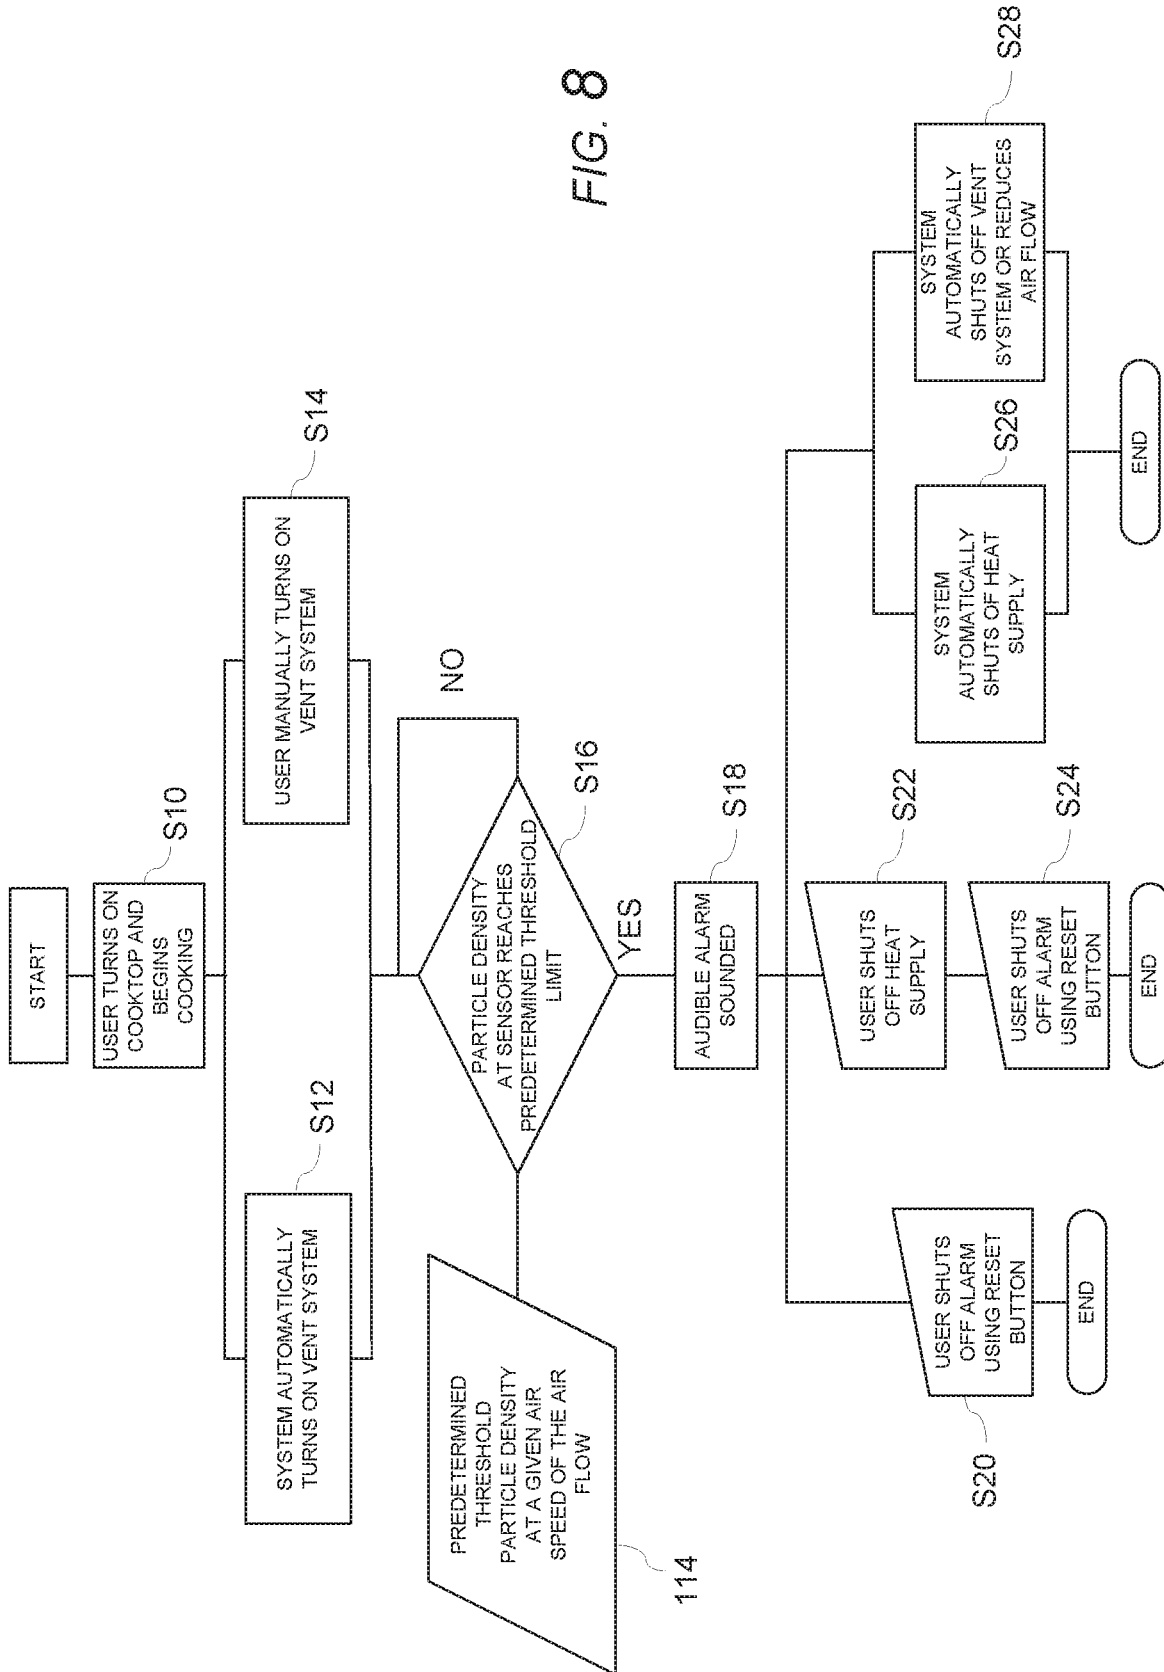 START
USER TURNS ON
COOKTOP AND
BEGINS
COOKING
S10
SYSTEM AUTOMATICALLY
TURNS ON VENT SYSTEM
S12
USER MANUALLY TURNS ON
VENT SYSTEM
S14
PREDETERMINED
THRESHOLD
PARTICLE DENSITY
AT A GIVEN AIR
SPEED OF THE AIR
FLOW
114
PARTICLE DENSITY
AT SENSOR REACHES
PREDETERMINED THRESHOLD
LIMIT
S16
NO
YES
AUDIBLE ALARM
SOUNDED
S18
USER SHUTS
OFF ALARM
USING RESET
BUTTON
S20
END
USER SHUTS
OFF HEAT
SUPPLY
S22
USER SHUTS
OFF ALARM
USING RESET
BUTTON
S24
END
SYSTEM
AUTOMATICALLY
SHUTS OF HEAT
SUPPLY
S26
SYSTEM
AUTOMATICALLY
SHUTS OFF VENT
SYSTEM OR REDUCES
AIR FLOW
S28
END
FIG. 8